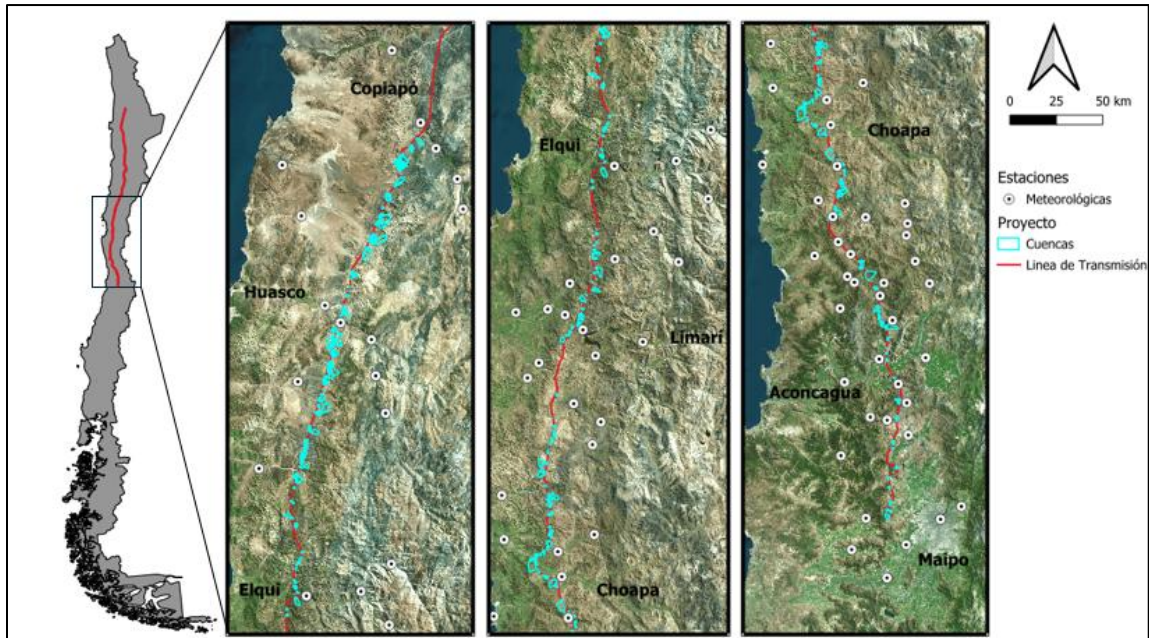 Copiapó
Huasco
Elqui
Elqui
Limarí
Choapa
Choapa
Aconcagua
Maipo
0 25 50 km
Estaciones
Meteorológicas
Proyecto
Cuencas
Linea de Transmisión